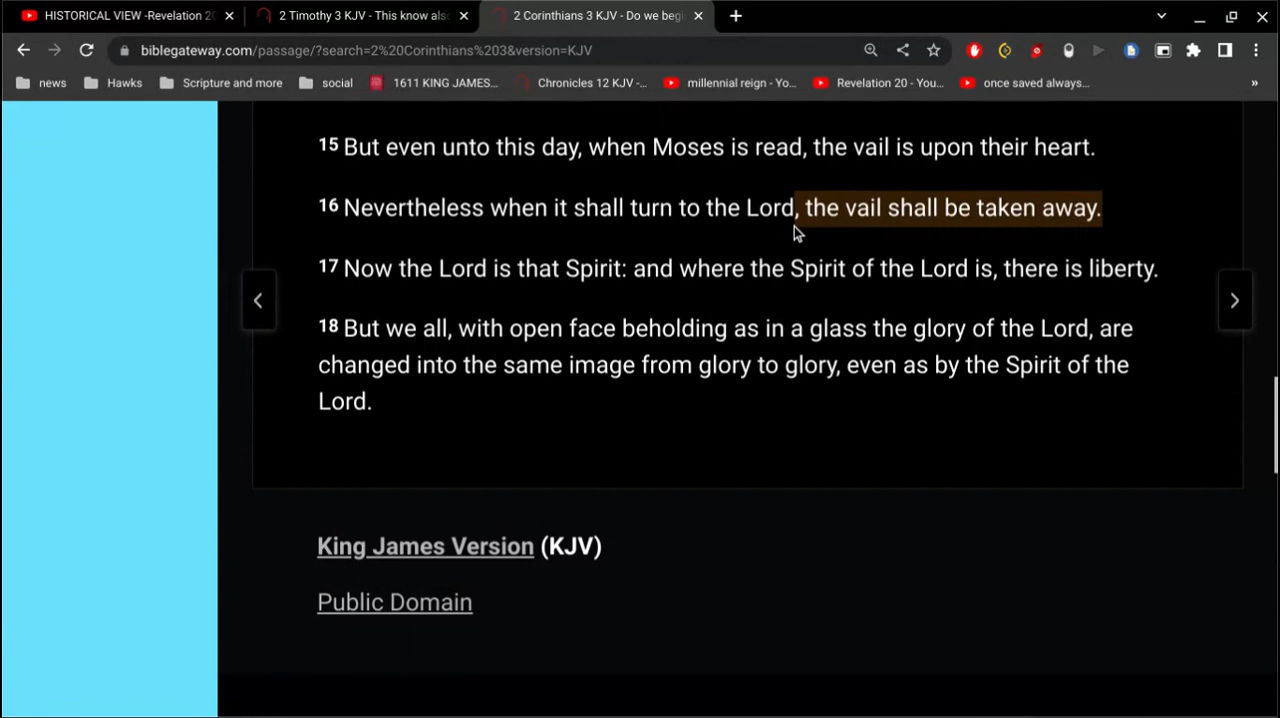 HISTORICAL VIEW -Revelation 20
2 Timothy 3 KJV - This know als
2 Corinthians 3 KJV - Do we begi
biblegateway.com/passage/?search=2%20Corinthians%203&version=KJV
news
Hawks
Scripture and more
social
1611 KING JAMES...
Chronicles 12 KJV -...
millennial reign - Yo...
Revelation 20 - You...
once saved always...
»
15 But even unto this day, when Moses is read, the vail is upon their heart.
16 Nevertheless when it shall turn to the Lord, the vail shall be taken away.
17 Now the Lord is that Spirit: and where the Spirit of the Lord is, there is liberty.
18 But we all, with open face beholding as in a glass the glory of the Lord, are
changed into the same image from glory to glory, even as by the Spirit of the
Lord.
King James Version (KJV)
Public Domain